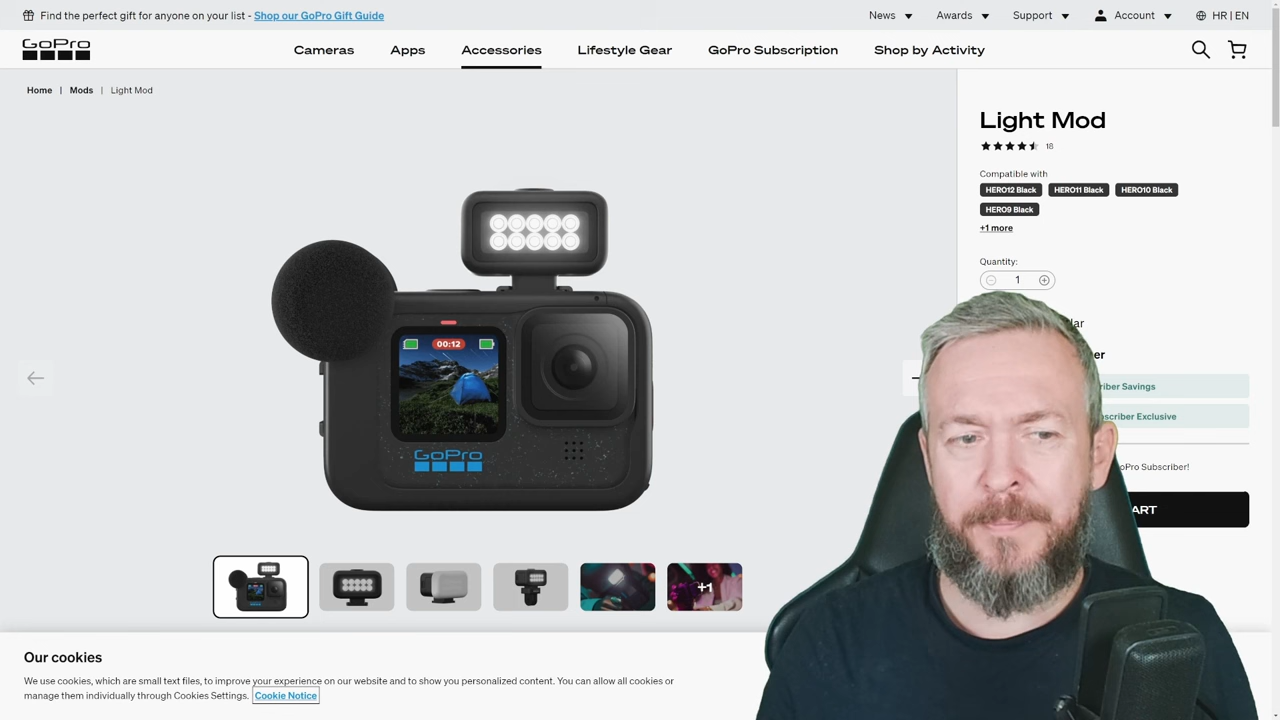 Find the perfect gift for anyone on your list - Shop our GoPro Gift Guide
News
Awards
Support
Account
HR | EN
GoPro
Cameras
Apps
Accessories
Lifestyle Gear
GoPro Subscription
Shop by Activity
Home | Mods | Light Mod
Light Mod
18
Compatible with
HERO12 Black
HERO11 Black
HERO10 Black
HERO9 Black
+1 more
Quantity:
1
00:12
GoPro
Savings
Exclusive
GoPro Subscriber!
+1
Our cookies
We use cookies, which are small text files, to improve your experience on our website and to show you personalized content. You can allow all cookies or
manage them individually through Cookies Settings. Cookie Notice